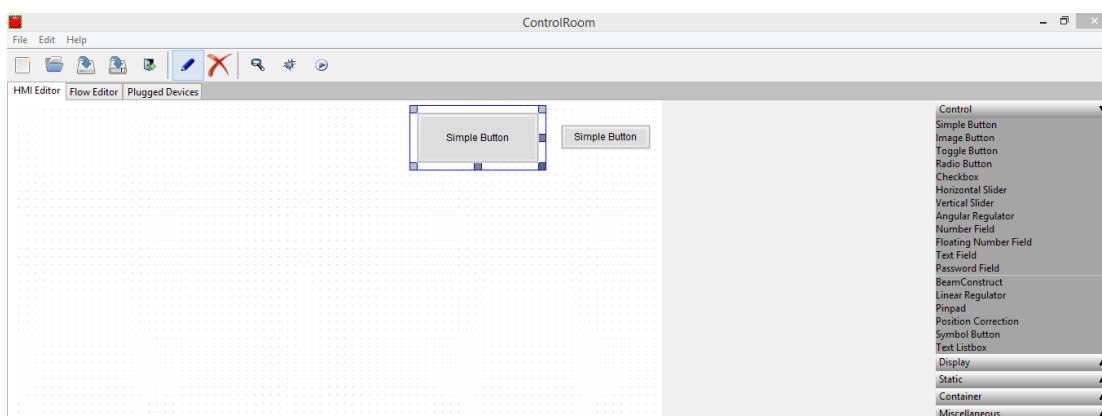 ControlRoom
File Edit Help
HMI Editor Flow Editor Plugged Devices
Simple Button Simple Button
Control
Simple Button
Image Button
Toggle Button
Radio Button
Checkbox
Horizontal Slider
Vertical Slider
Angular Regulator
Number Field
Floating Number Field
Text Field
Password Field
BeamConstruct
Linear Regulator
Pinpad
Position Correction
Symbol Button
Text Listbox
Display
Static
Container
Miscellaneous